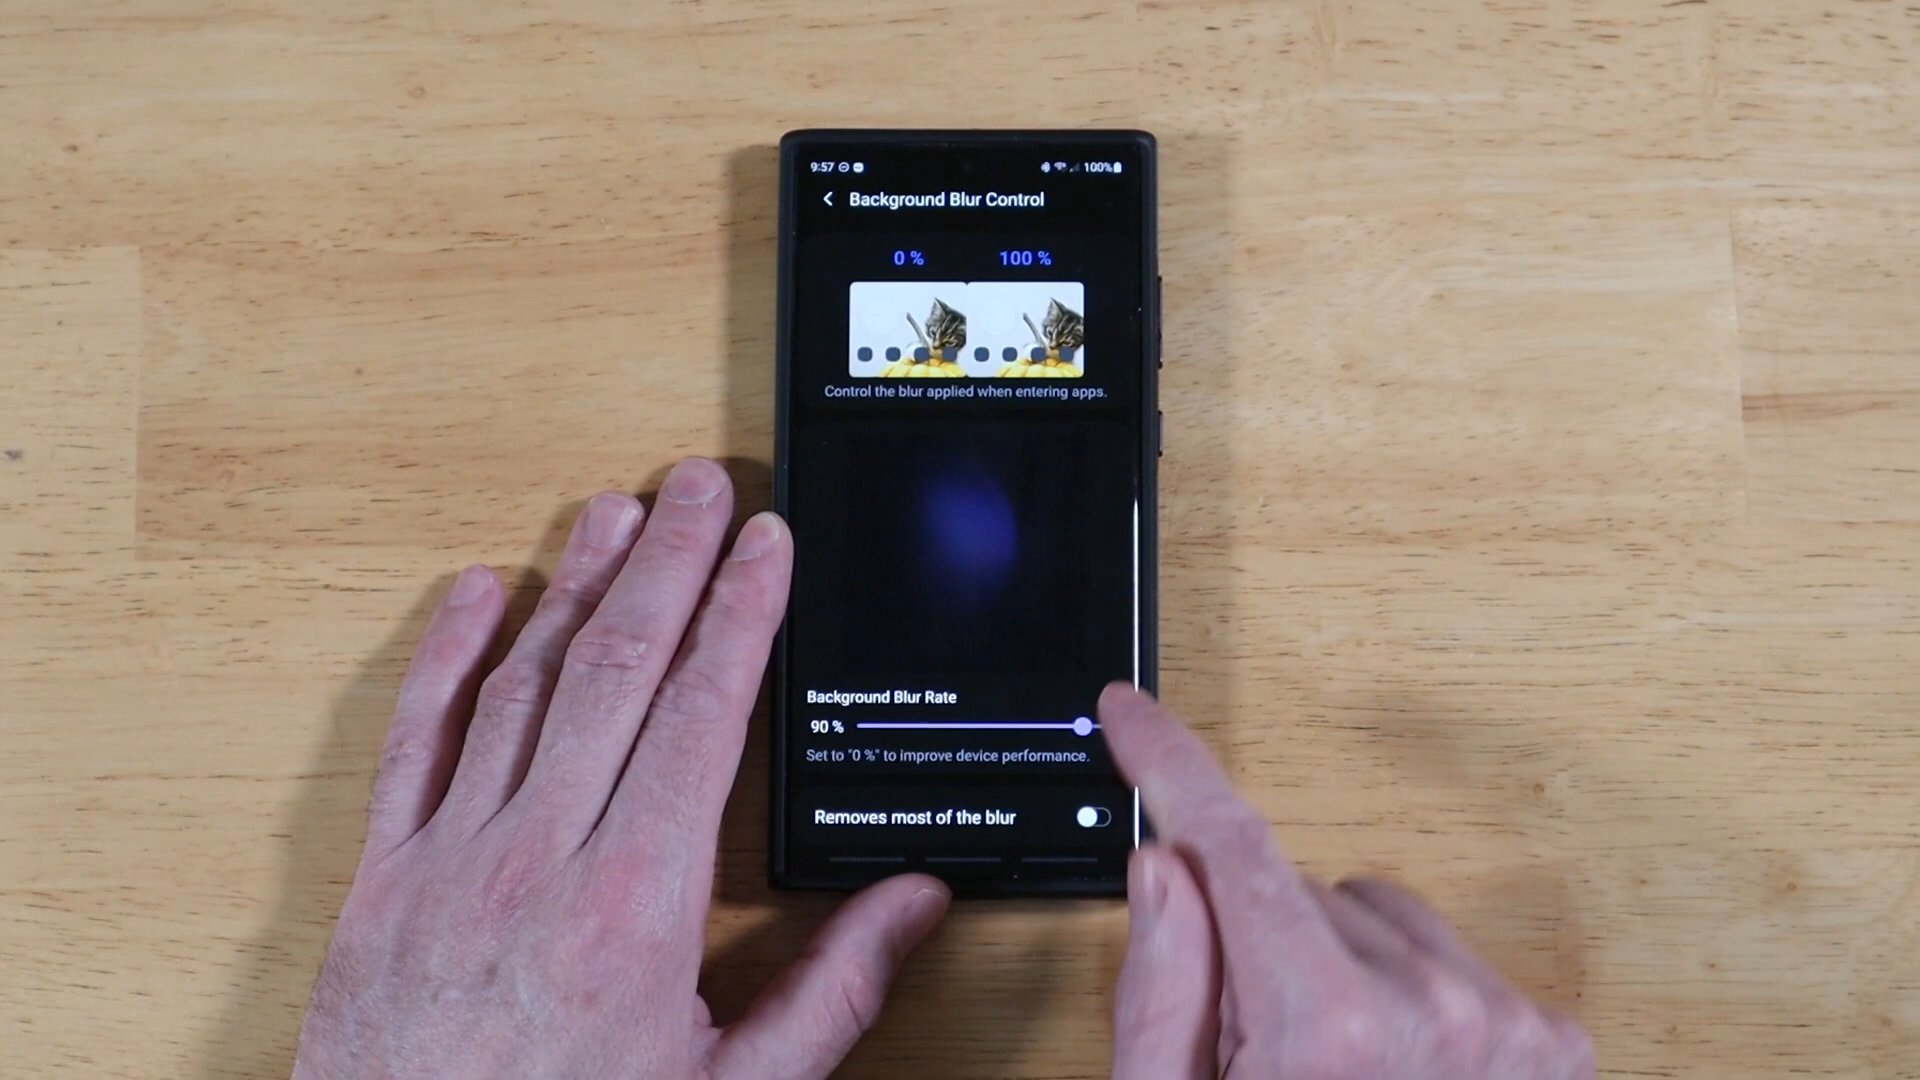 9:57 100%
Background Blur Control
0 % 100 %
Control the blur applied when entering apps.
Background Blur Rate
90 %
Set to "0 %" to improve device performance.
Removes most of the blur